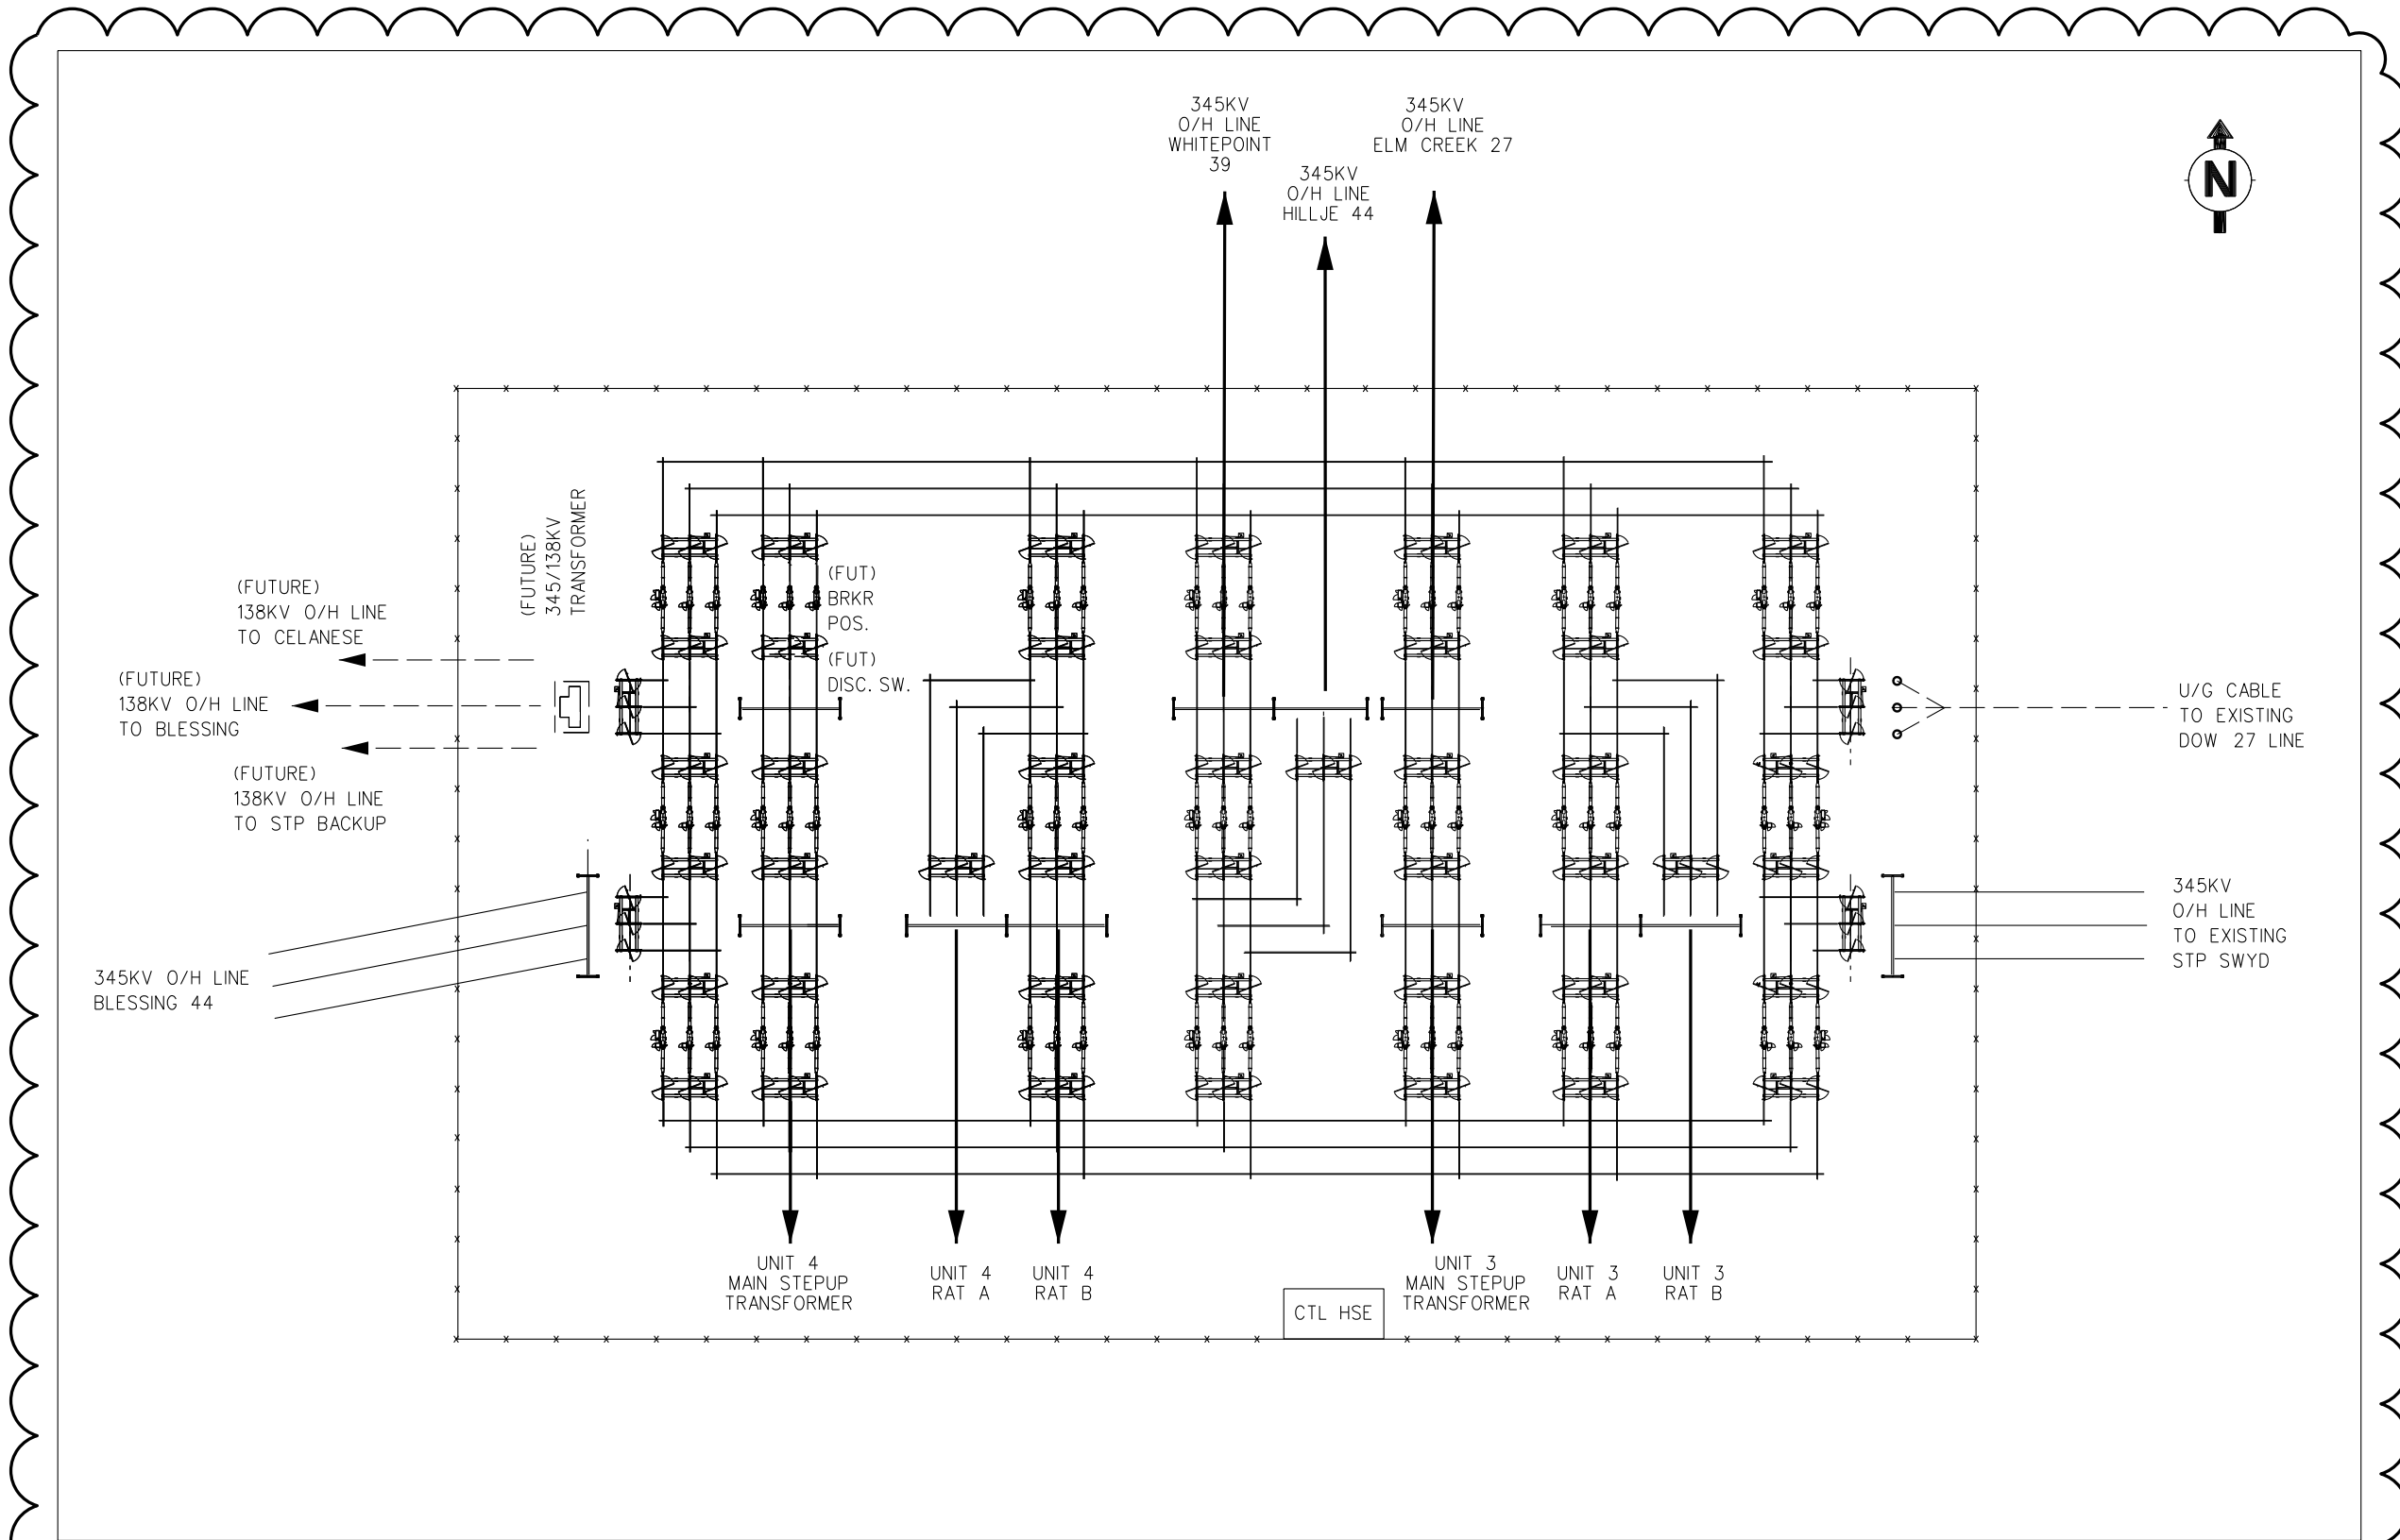 345KV
O/H LINE
WHITEPOINT
39
345KV
O/H LINE
HILLJE 44
345KV
O/H LINE
ELM CREEK 27
N
(FUTURE)
345/138KV
TRANSFORMER
(FUT)
BRKR
POS.
(FUT)
DISC. SW.
(FUTURE)
138KV O/H LINE
TO CELANESE
(FUTURE)
138KV O/H LINE
TO BLESSING
(FUTURE)
138KV O/H LINE
TO STP BACKUP
U/G CABLE
TO EXISTING
DOW 27 LINE
345KV O/H LINE
BLESSING 44
345KV
O/H LINE
TO EXISTING
STP SWYD
UNIT 4
MAIN STEPUP
TRANSFORMER
UNIT 4
RAT A
UNIT 4
RAT B
CTL HSE
UNIT 3
MAIN STEPUP
TRANSFORMER
UNIT 3
RAT A
UNIT 3
RAT B